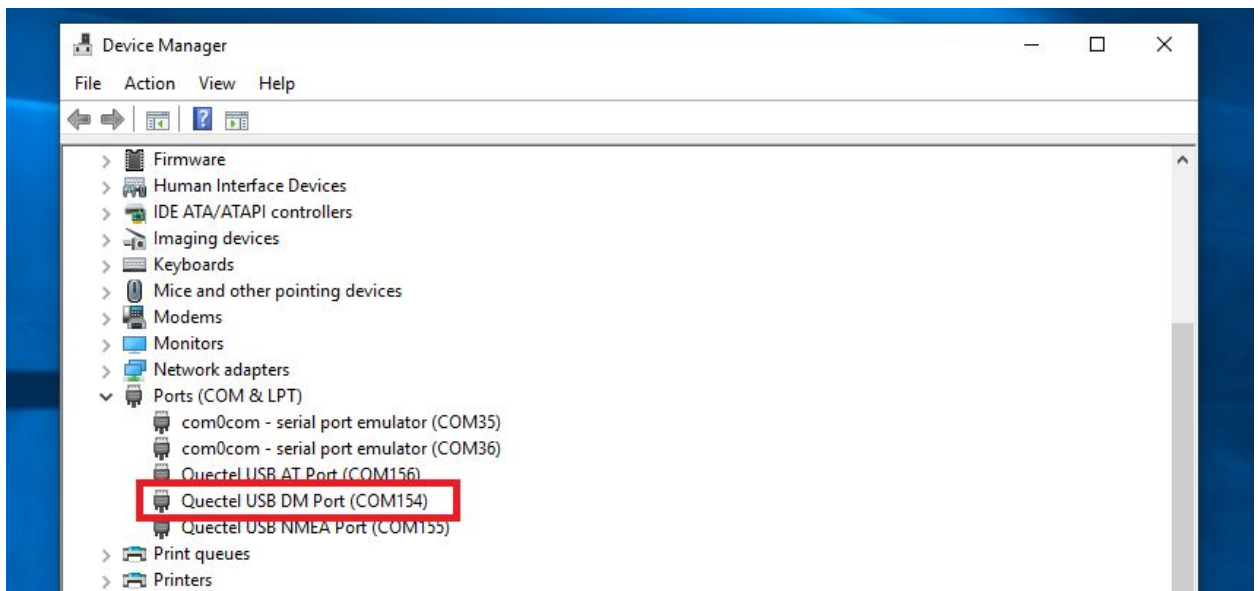 Device Manager
File Action View Help
Firmware
Human Interface Devices
IDE ATA/ATAPI controllers
Imaging devices
Keyboards
Mice and other pointing devices
Modems
Monitors
Network adapters
Ports (COM & LPT)
com0com - serial port emulator (COM35)
com0com - serial port emulator (COM36)
Quectel USB AT Port (COM156)
Quectel USB DM Port (COM154)
Quectel USB NMEA Port (COM155)
Print queues
Printers